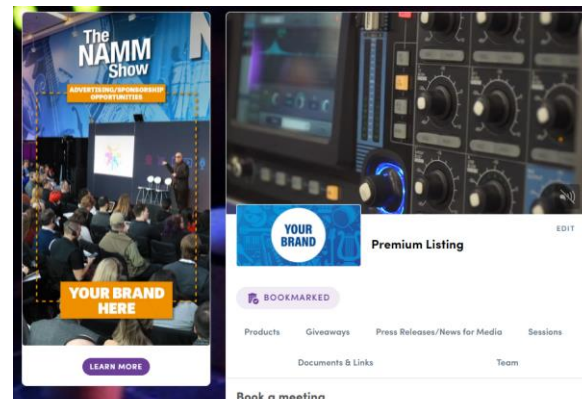 The
NAMM
Show
ADVERTISING/SPONSORSHIP
OPPORTUNITIES
YOUR BRAND
HERE
LEARN MORE
YOUR
BRAND
Premium Listing
EDIT
BOOKMARKED
Products Giveaways Press Releases/News for Media Sessions
Documents & Links Team
Book a meeting